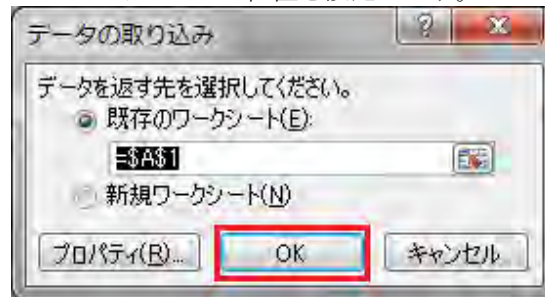 データの取り込み
データを返す先を選択してください。
既存のワークシート(E):
=$A$1
新規ワークシート(N)
プロパティ(R)... OK キャンセル